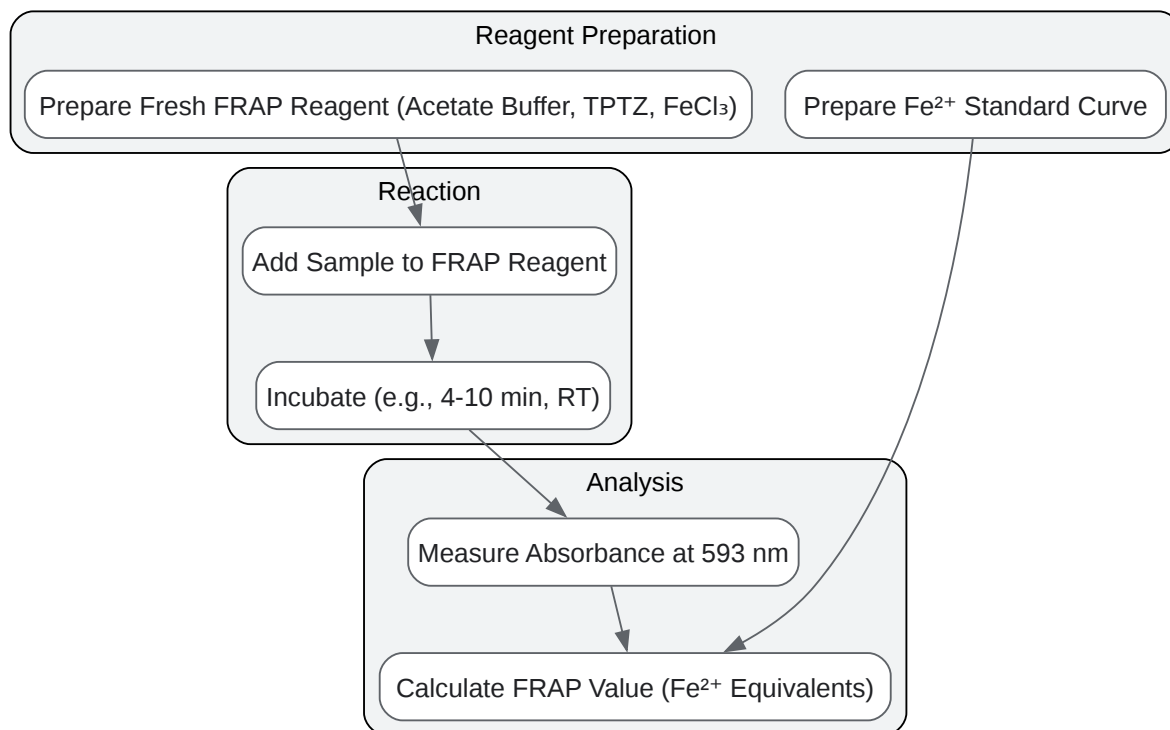 Reagent Preparation
Prepare Fresh FRAP Reagent (Acetate Buffer, TPTZ, FeCl₃)
Prepare Fe²⁺ Standard Curve
Reaction
Add Sample to FRAP Reagent
Incubate (e.g., 4-10 min, RT)
Analysis
Measure Absorbance at 593 nm
Calculate FRAP Value (Fe²⁺ Equivalents)